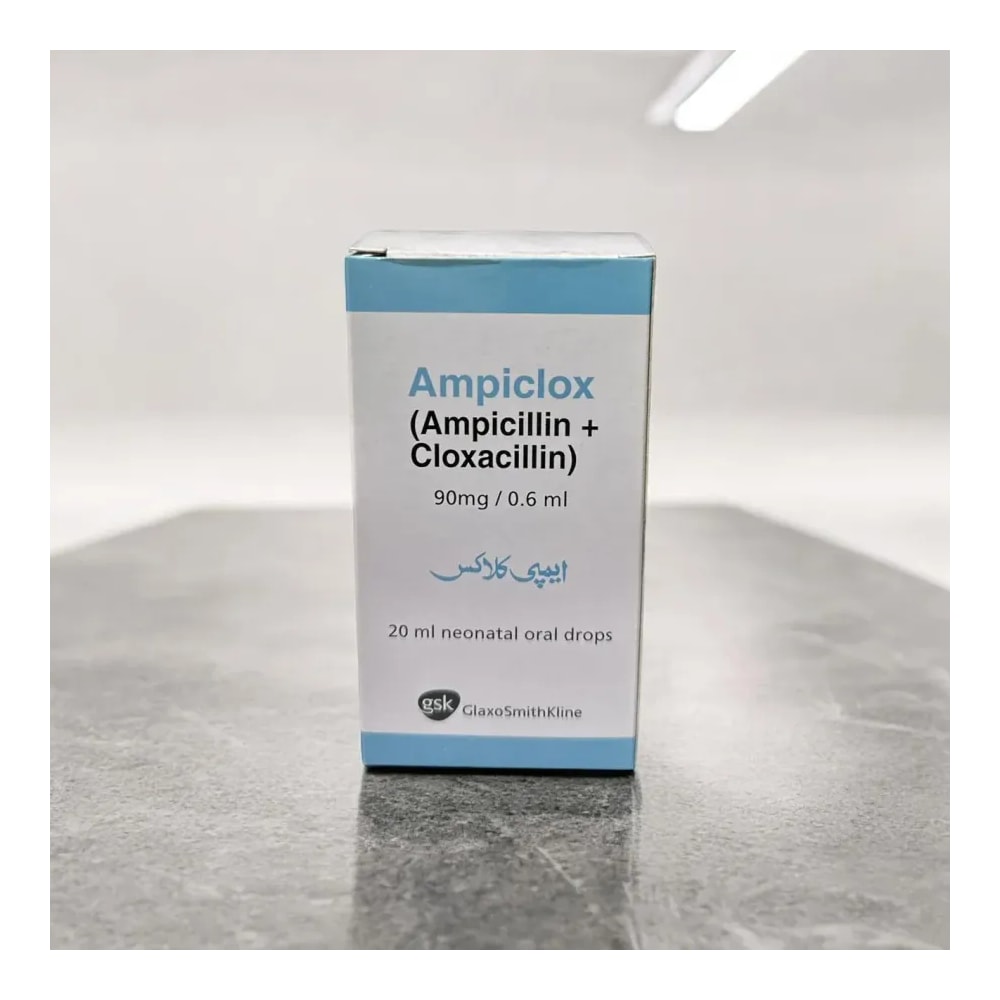 Ampiclox
(Ampicillin +
Cloxacillin)
90mg / 0.6 ml
ایمپی کلاکس
20 ml neonatal oral drops
gsk GlaxoSmithKline